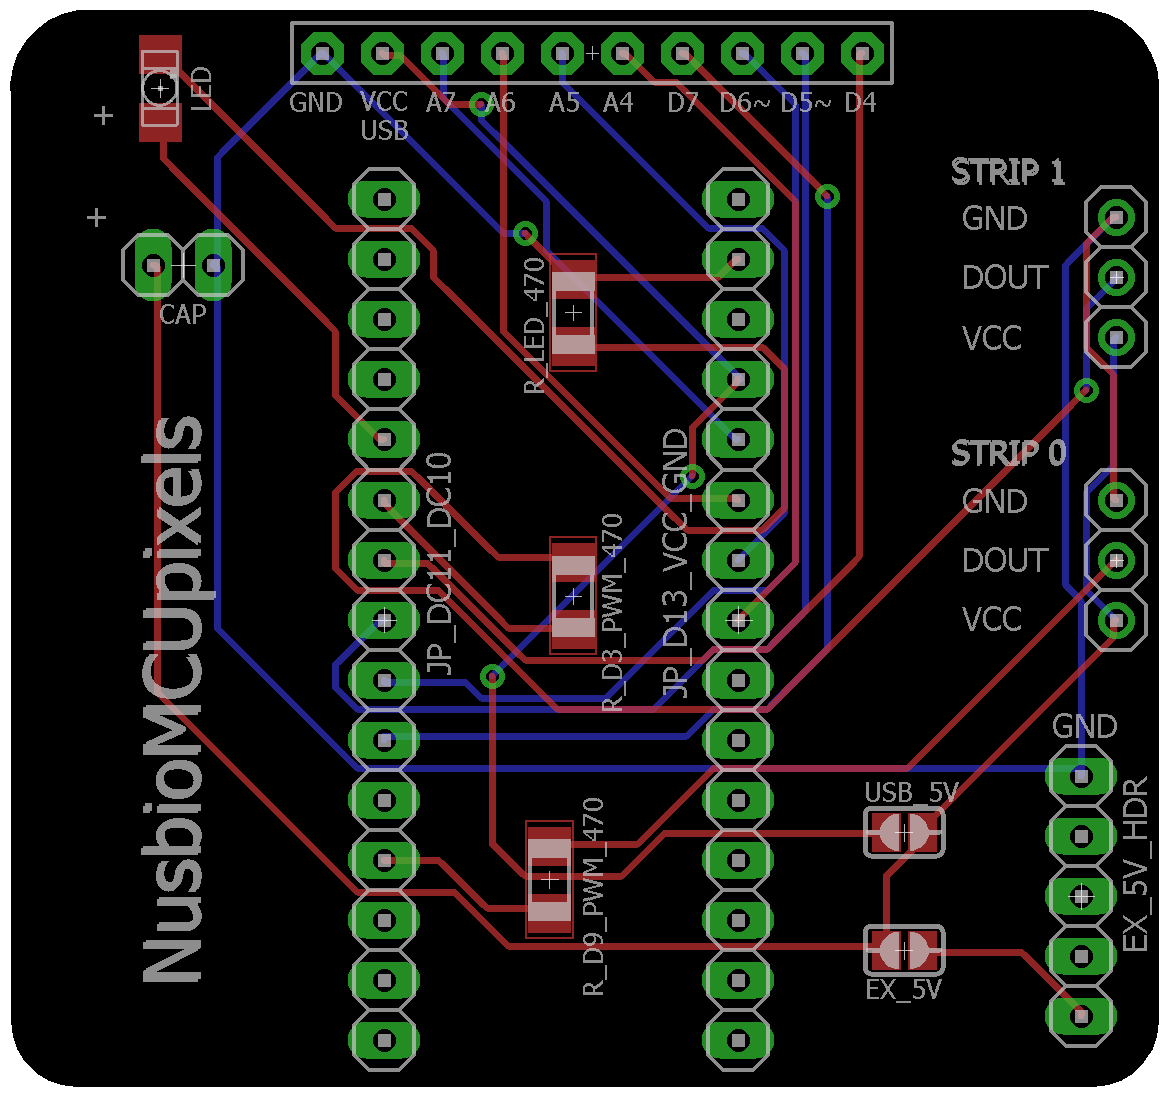 LED
+
GND
VCC
USB
A7
A6
A5
+
A4
D7
D6~
D5~
D4
+
CAP
STRIP 1
GND
DOUT
VCC
R_LED_470
STRIP 0
GND
DOUT
VCC
JP_DC11_DC10
JP_D13_VCC_GND
R_D3_PWM_470
NusbioMCUpixels
R_D9_PWM_470
USB_5V
EX_5V
GND
EX_5V_HDR